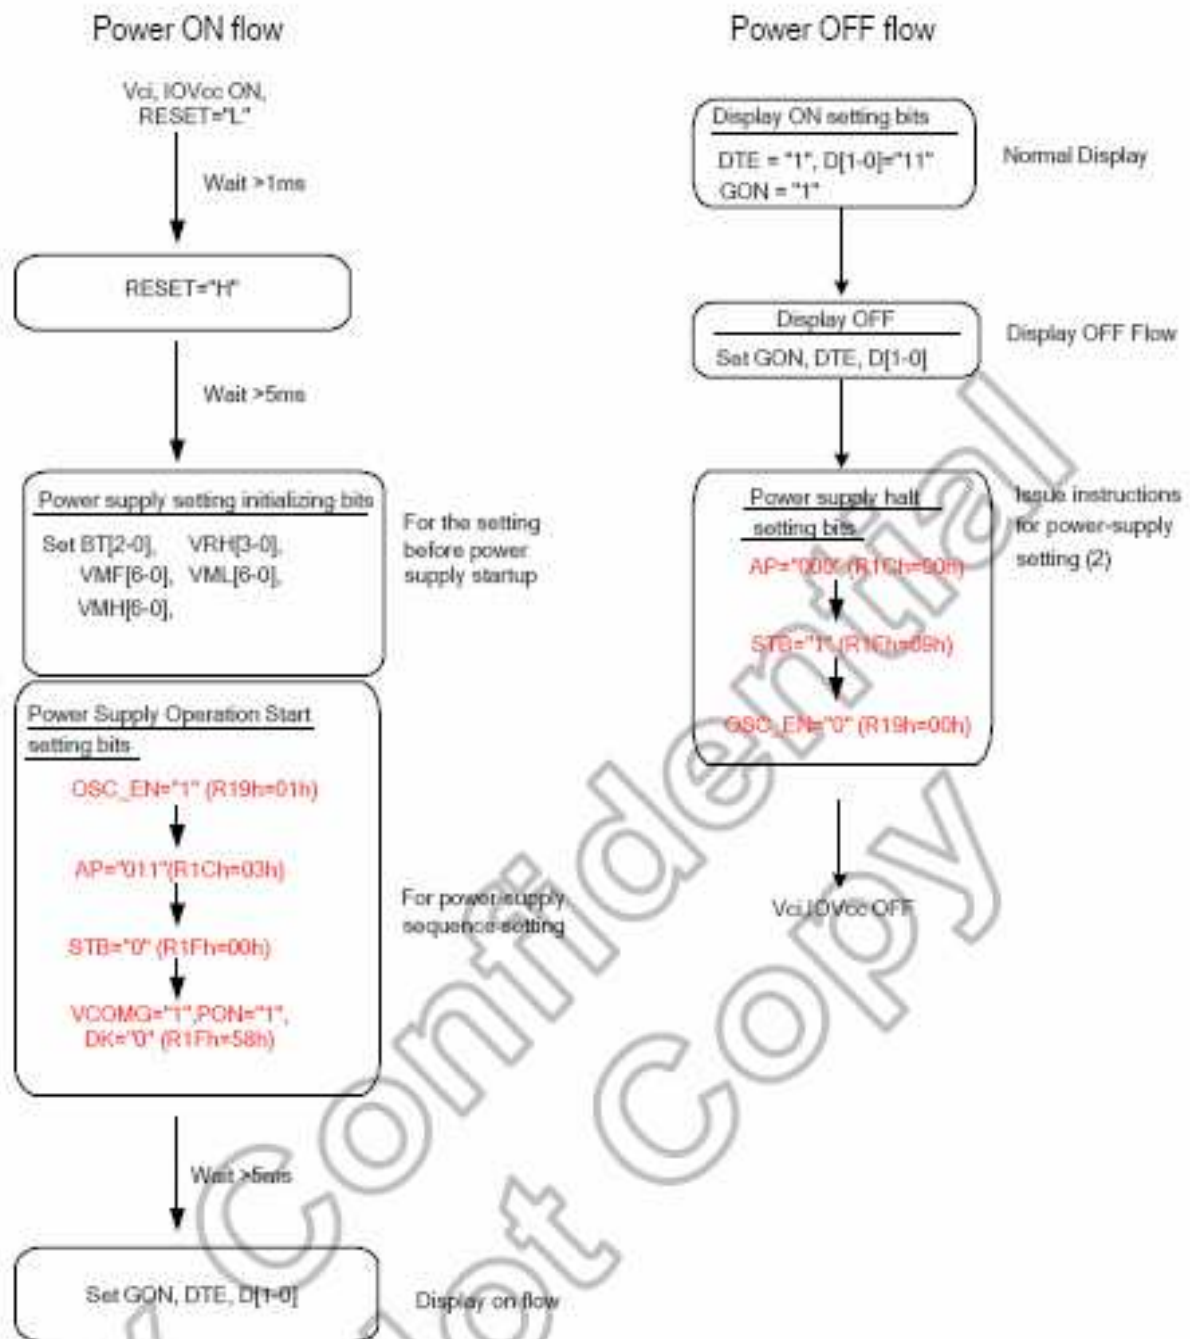 Power ON flow
Vci, IOVcc ON,
RESET="L"
Wait >1ms
RESET="H"
Wait >5ms
Power supply setting initializing bits
Set BT[2-0], VRH[3-0],
VMF[6-0], VML[6-0],
VMH[6-0],
For the setting
before power
supply startup
Power Supply Operation Start
setting bits
OSC_EN="1" (R19h=01h)
AP="011"(R1Ch=03h)
STB="0" (R1Fh=00h)
VCOMG="1",PON="1",
DK="0" (R1Fh=58h)
For power-supply
sequence setting
Wait >5ms
Set GON, DTE, D[1-0]
Display on flow
Power OFF flow
Display ON setting bits
DTE = "1", D[1-0]="11"
GON = "1"
Normal Display
Display OFF
Set GON, DTE, D[1-0]
Display OFF Flow
Power supply halt
setting bits
AP="000" (R1Ch=00h)
STB="1" (R1Fh=09h)
OSC_EN="0" (R19h=00h)
Issue instructions
for power-supply
setting (2)
Vci,IOVcc OFF
Confidential
Not Copy